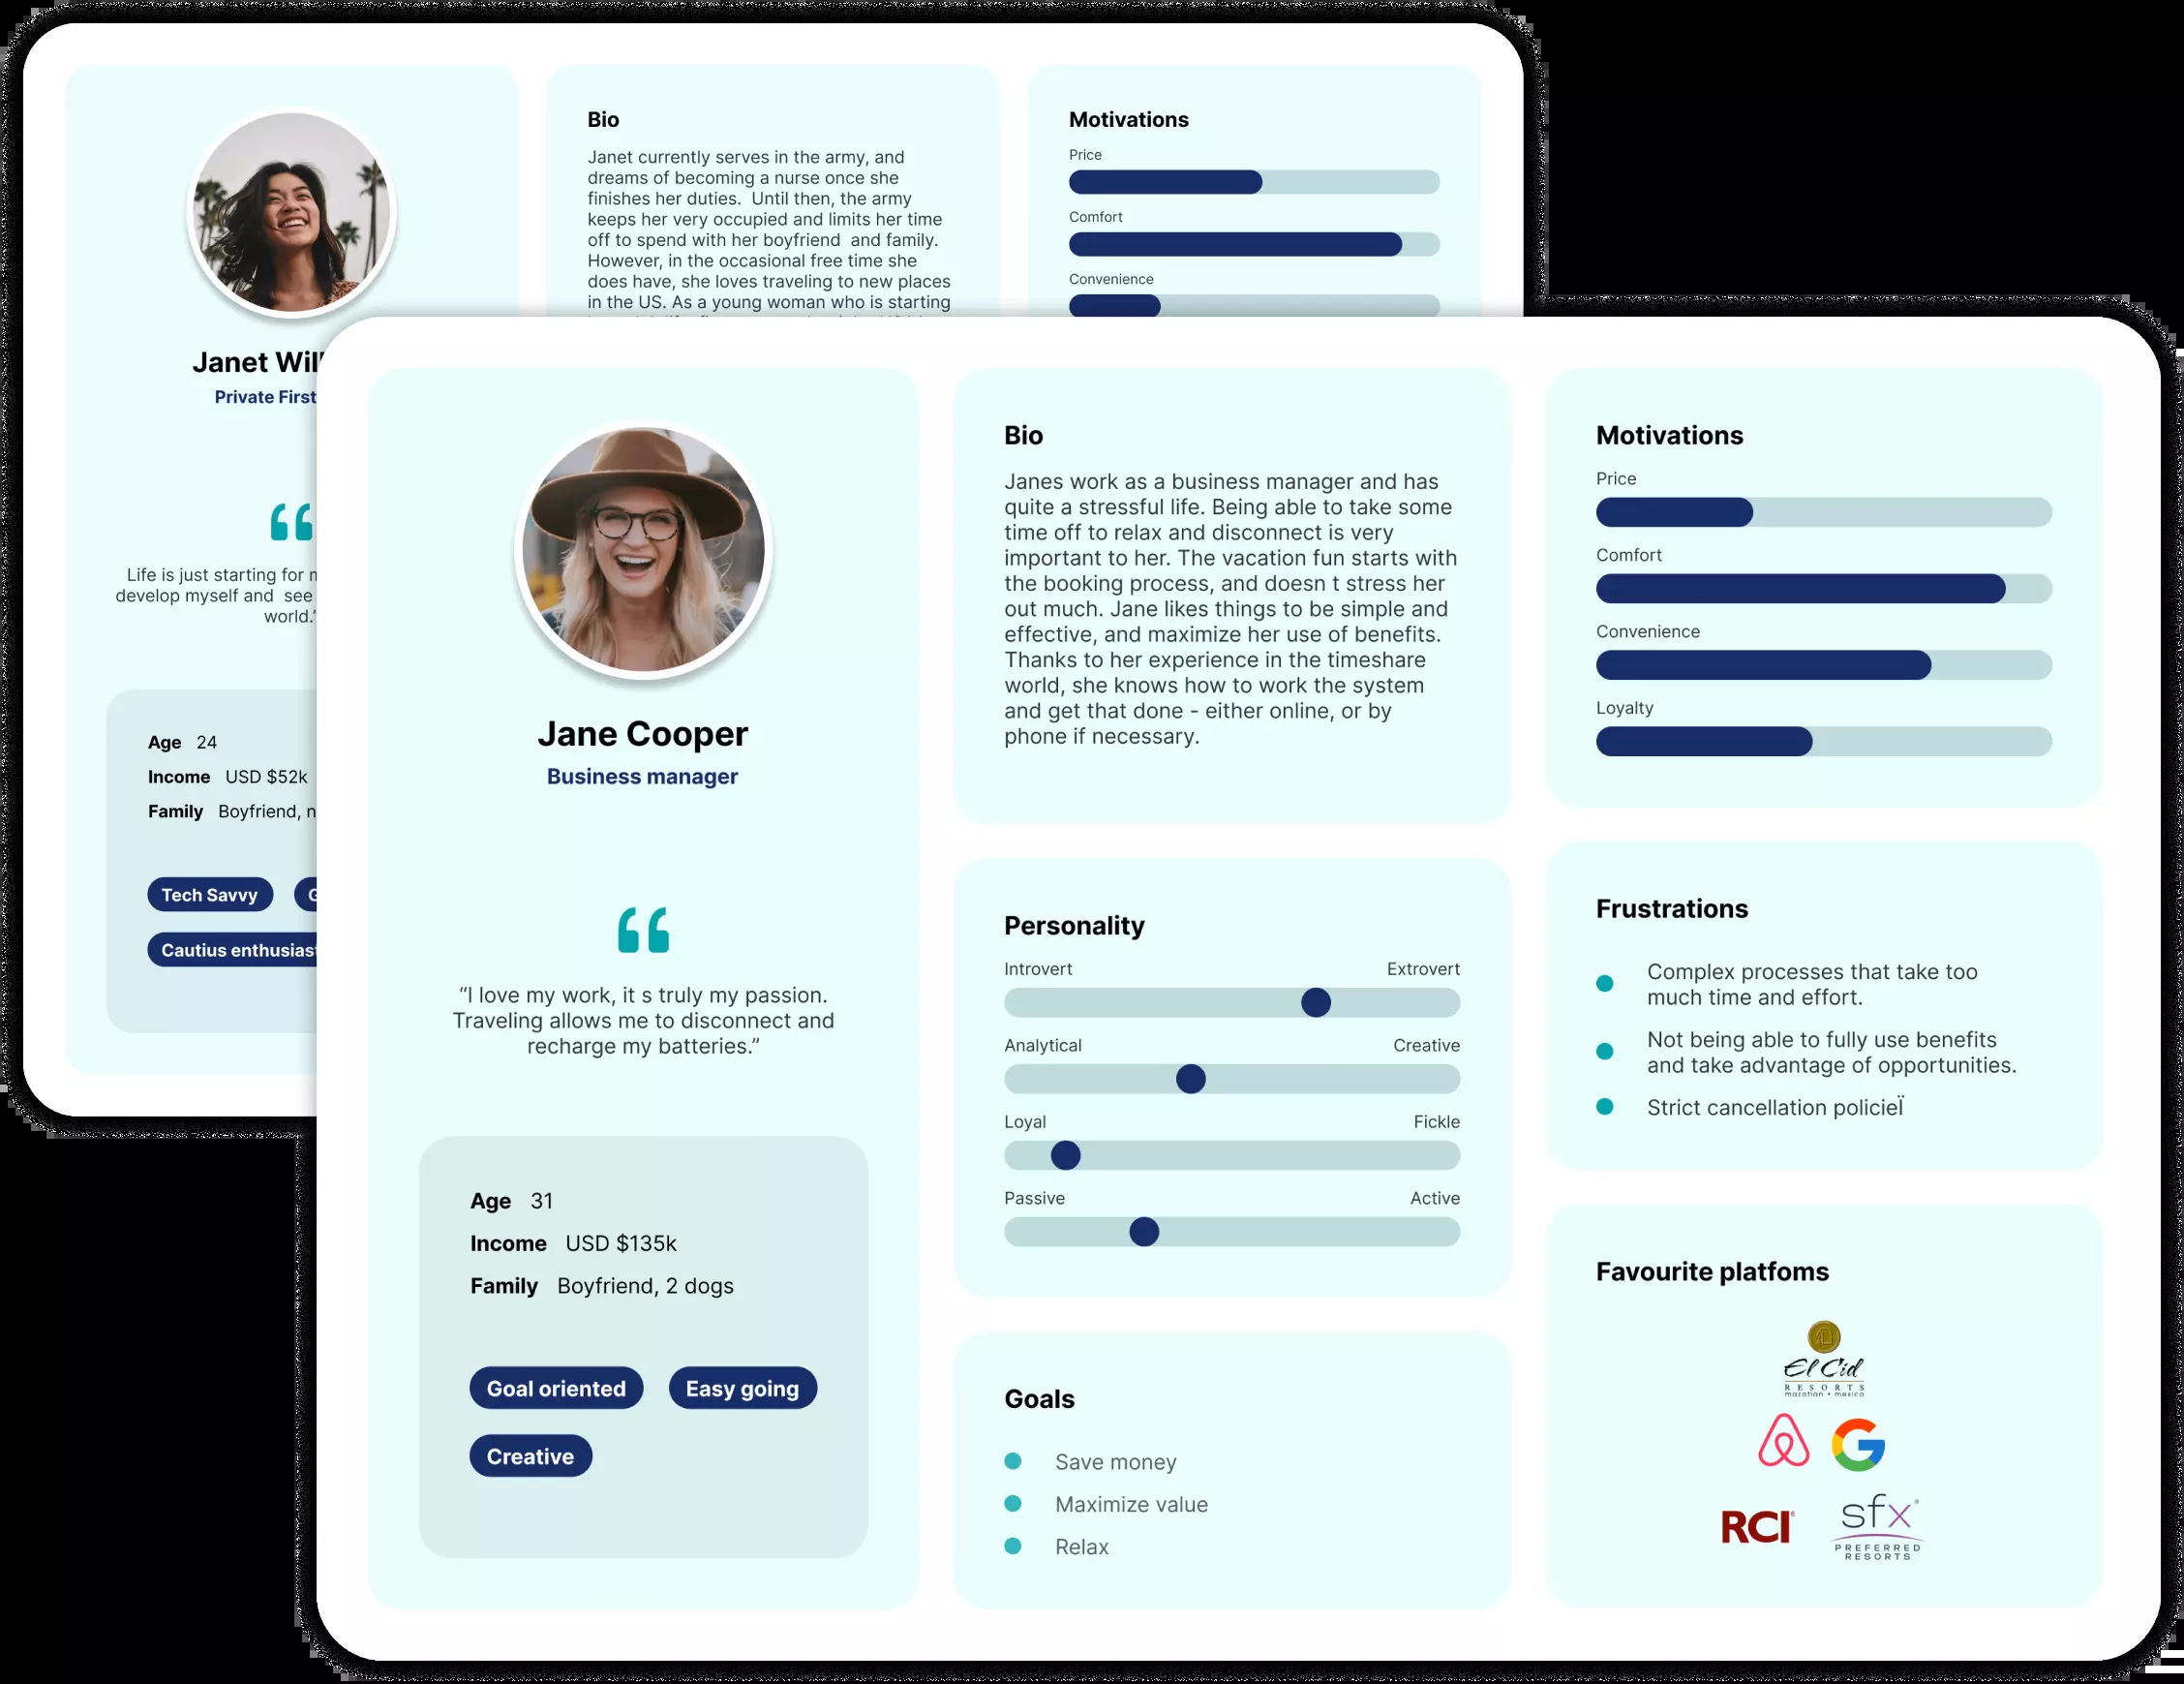 Janet Will
Private First
Life is just starting for
develop myself and  see
world.”
Age 24
Income USD $52k
Family Boyfriend,
Tech Savvy
Cautius enthusiast
Bio
Janet currently serves in the army, and
dreams of becoming a nurse once she
finishes her duties.  Until then, the army
keeps her very occupied and limits her time
off to spend with her boyfriend  and family.
However, in the occasional free time she
does have, she loves traveling to new places
in the US. As a young woman who is starting
Motivations
Price
Comfort
Convenience
Jane Cooper
Business manager
“I love my work, it s truly my passion.
Traveling allows me to disconnect and
recharge my batteries.”
Age 31
Income USD $135k
Family Boyfriend, 2 dogs
Goal oriented Easy going
Creative
Bio
Janes work as a business manager and has
quite a stressful life. Being able to take some
time off to relax and disconnect is very
important to her. The vacation fun starts with
the booking process, and doesn t stress her
out much. Jane likes things to be simple and
effective, and maximize her use of benefits.
Thanks to her experience in the timeshare
world, she knows how to work the system
and get that done - either online, or by
phone if necessary.
Personality
Introvert Extrovert
Analytical Creative
Loyal Fickle
Passive Active
Goals
Save money
Maximize value
Relax
Motivations
Price
Comfort
Convenience
Loyalty
Frustrations
Complex processes that take too
much time and effort.
Not being able to fully use benefits
and take advantage of opportunities.
Strict cancellation policieÏ
Favourite platfoms
El Cid
RESORTS
mazatlan • mexico
G
RCI®
sfx®
PREFERRED
RESORTS